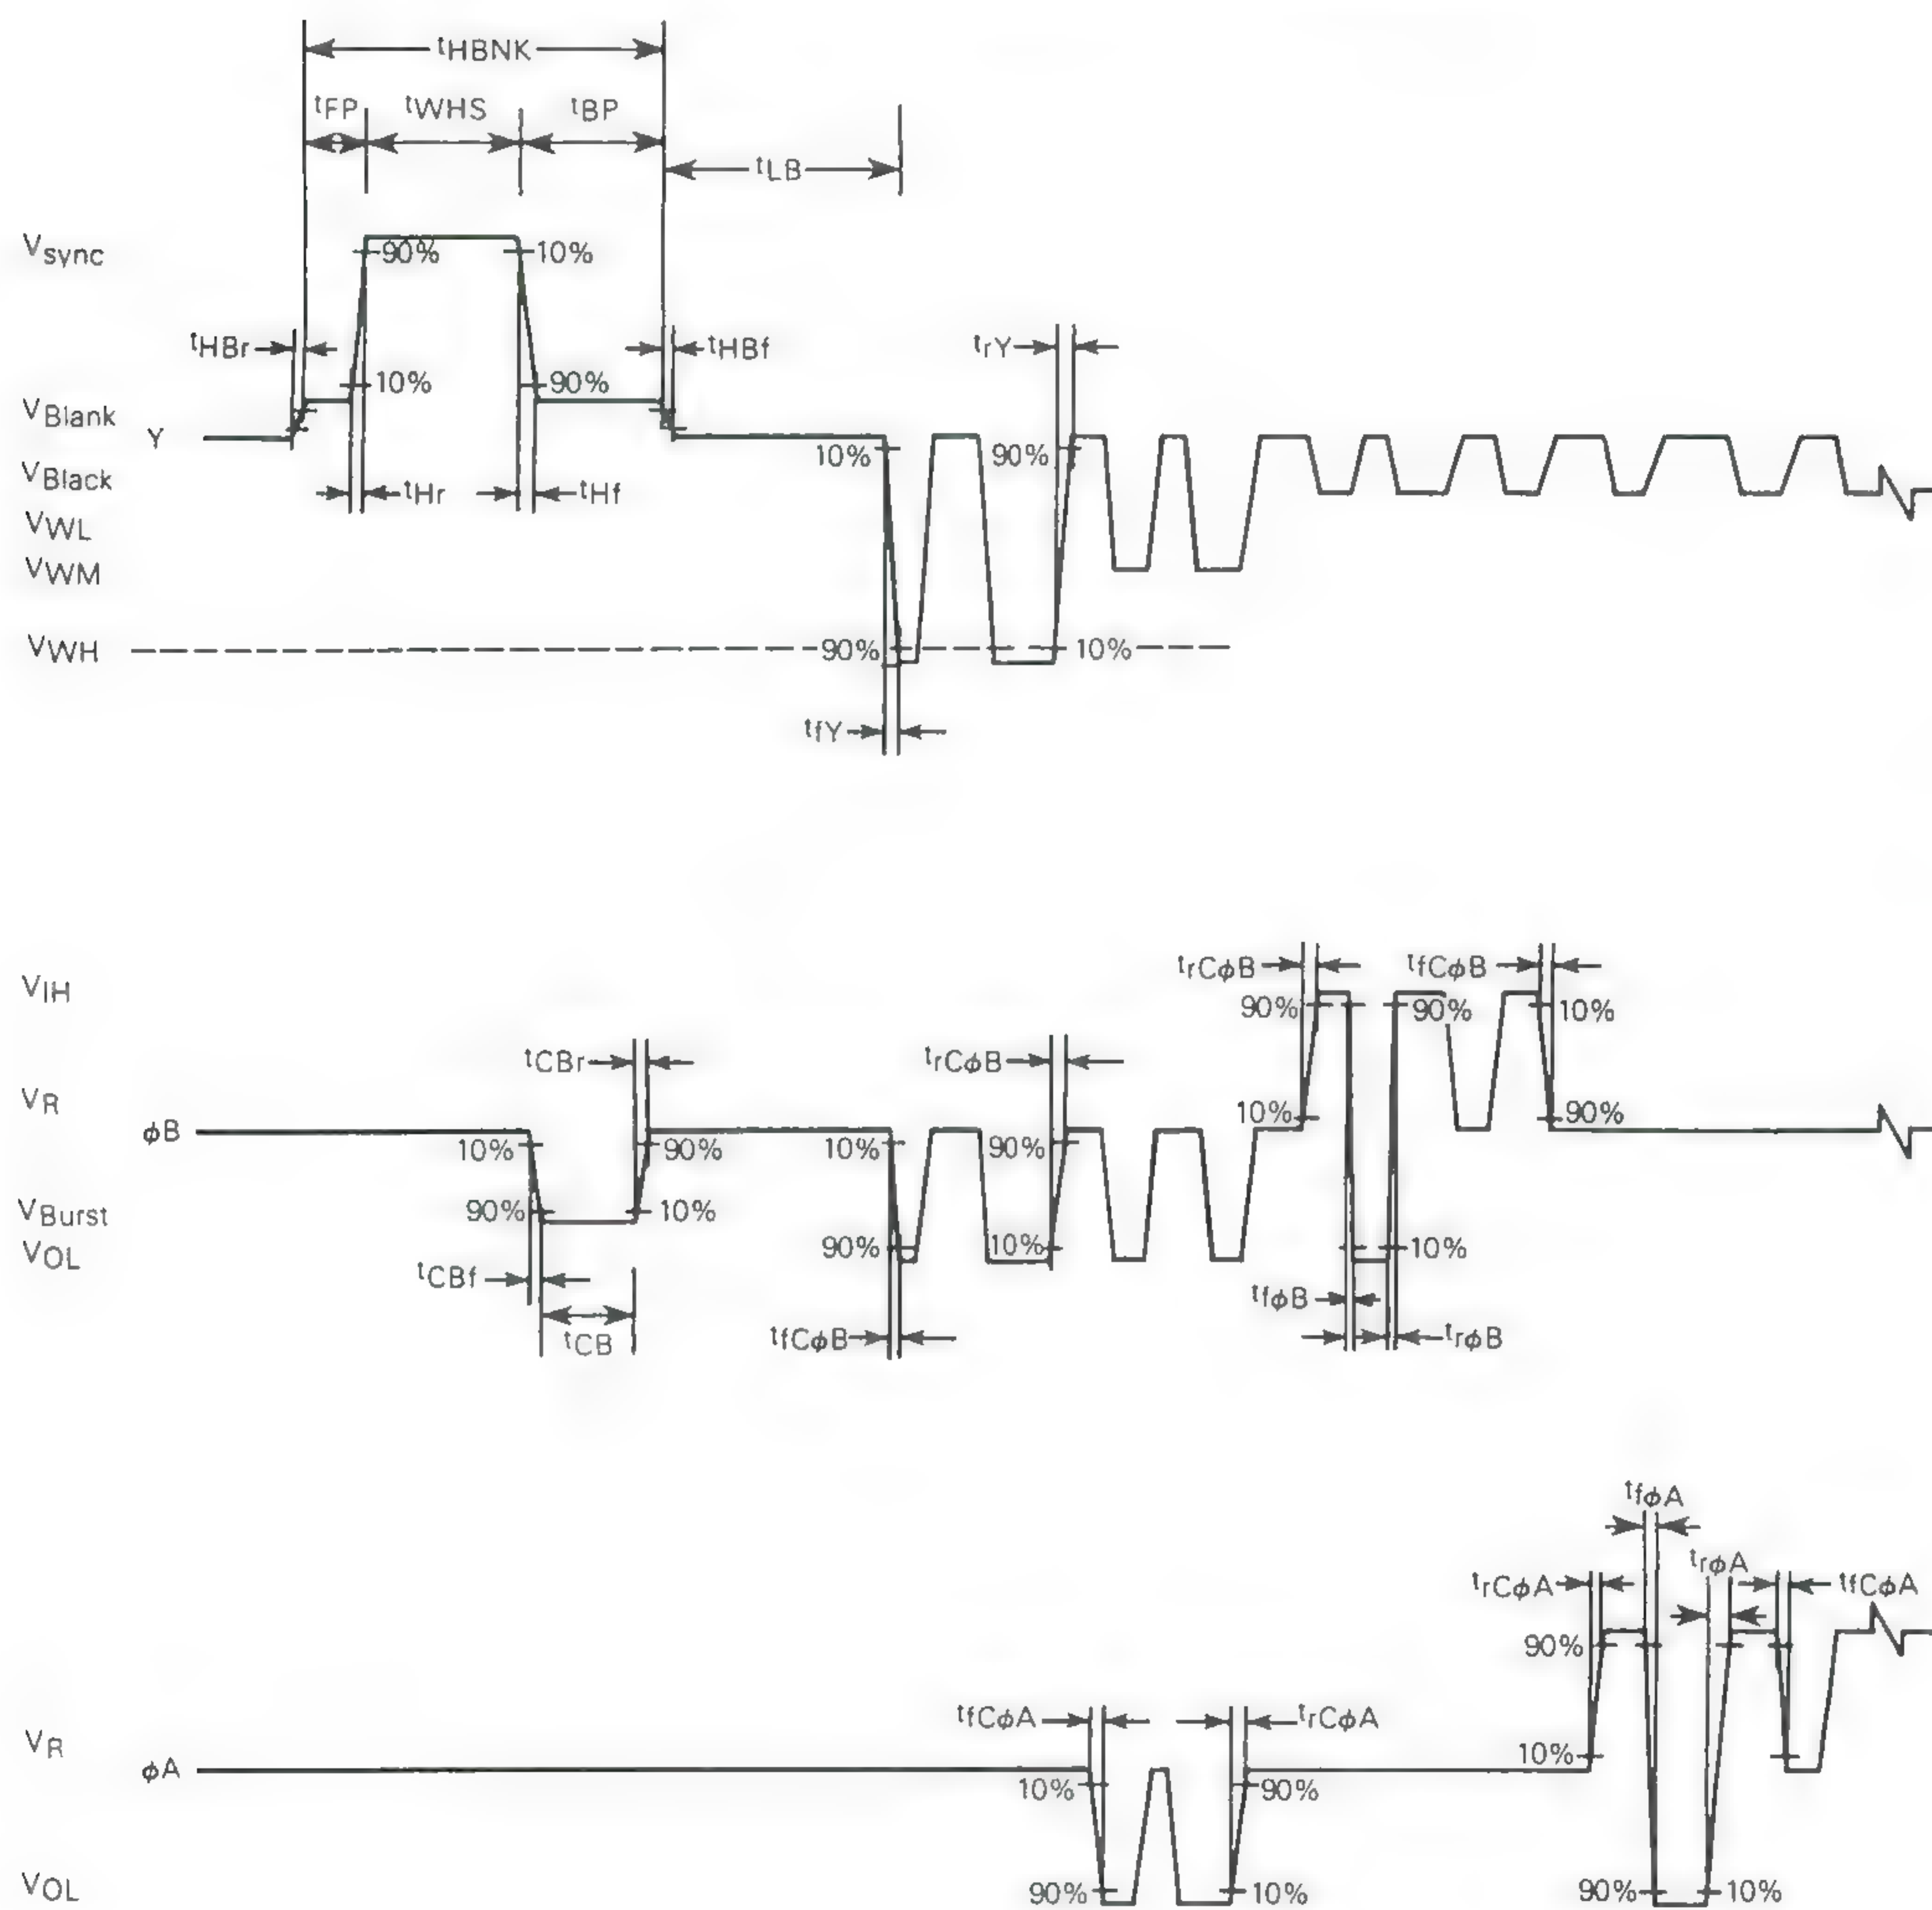 tHBNK
tFP tWHS tBP
tLB
Vsync 90% 10%
tHBr tHBf trY
10% 90%
VBlank
Y
10% 90%
VBlack
tHr tHf
VWL
VWM
VWH 90% 10%
tfY
trCϕB tfCϕB
VIH
90% 90% 10%
tCBr trCϕB
VR
10% 90%
ϕB
10% 90% 10% 90%
VBurst 90% 10%
VOL 90% 10% 10%
tCBf
tfϕB
tCB tfCϕB trϕB
tfϕA
trϕA
trCϕA tfCϕA
90%
tfCϕA trCϕA
VR
10%
ϕA
10% 90%
VOL 90% 10% 90% 10%